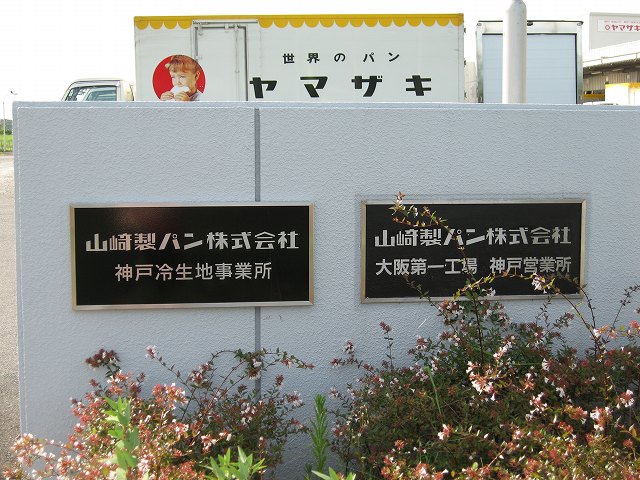 世界のパン
ヤマザキ
ヤマザキ
山崎製パン株式会社
神戸冷生地事業所
山崎製パン株式会社
大阪第一工場 神戸営業所